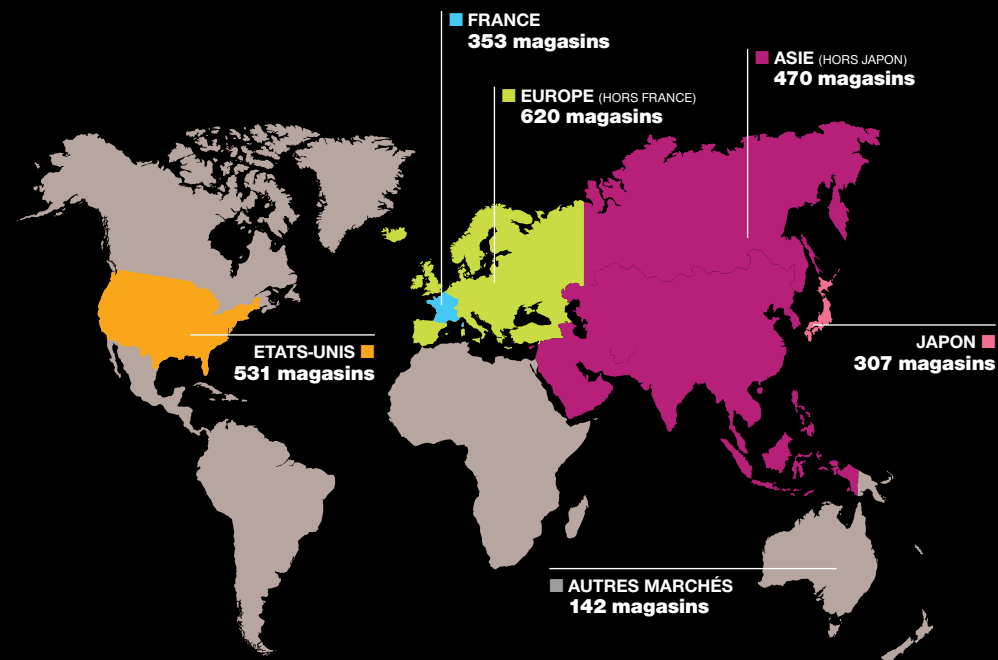 FRANCE
353 magasins
ASIE (HORS JAPON)
470 magasins
EUROPE (HORS FRANCE)
620 magasins
ETATS-UNIS
531 magasins
JAPON
307 magasins
AUTRES MARCHÉS
142 magasins